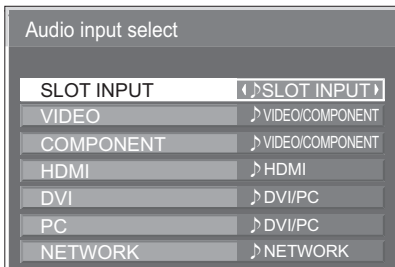 Audio input select
SLOT INPUT ♪SLOT INPUT
VIDEO ♪VIDEO/COMPONENT
COMPONENT ♪VIDEO/COMPONENT
HDMI ♪HDMI
DVI ♪DVI/PC
PC ♪DVI/PC
NETWORK ♪NETWORK